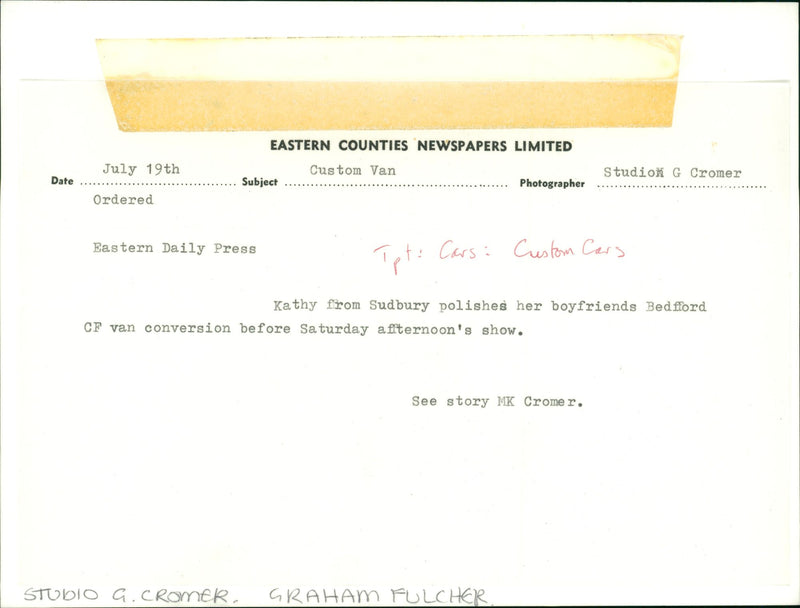 EASTERN COUNTIES NEWSPAPERS LIMITED
Date July 19th Subject Custom Van Photographer Studio G Cromer
Ordered
Eastern Daily Press
Tpt: Cars: Custom Cars
Kathy from Sudbury polishes her boyfriends Bedford
CF van conversion before Saturday afternoon's show.
See story MK Cromer.
STUDIO G. CROMER. GRAHAM FULCHER.